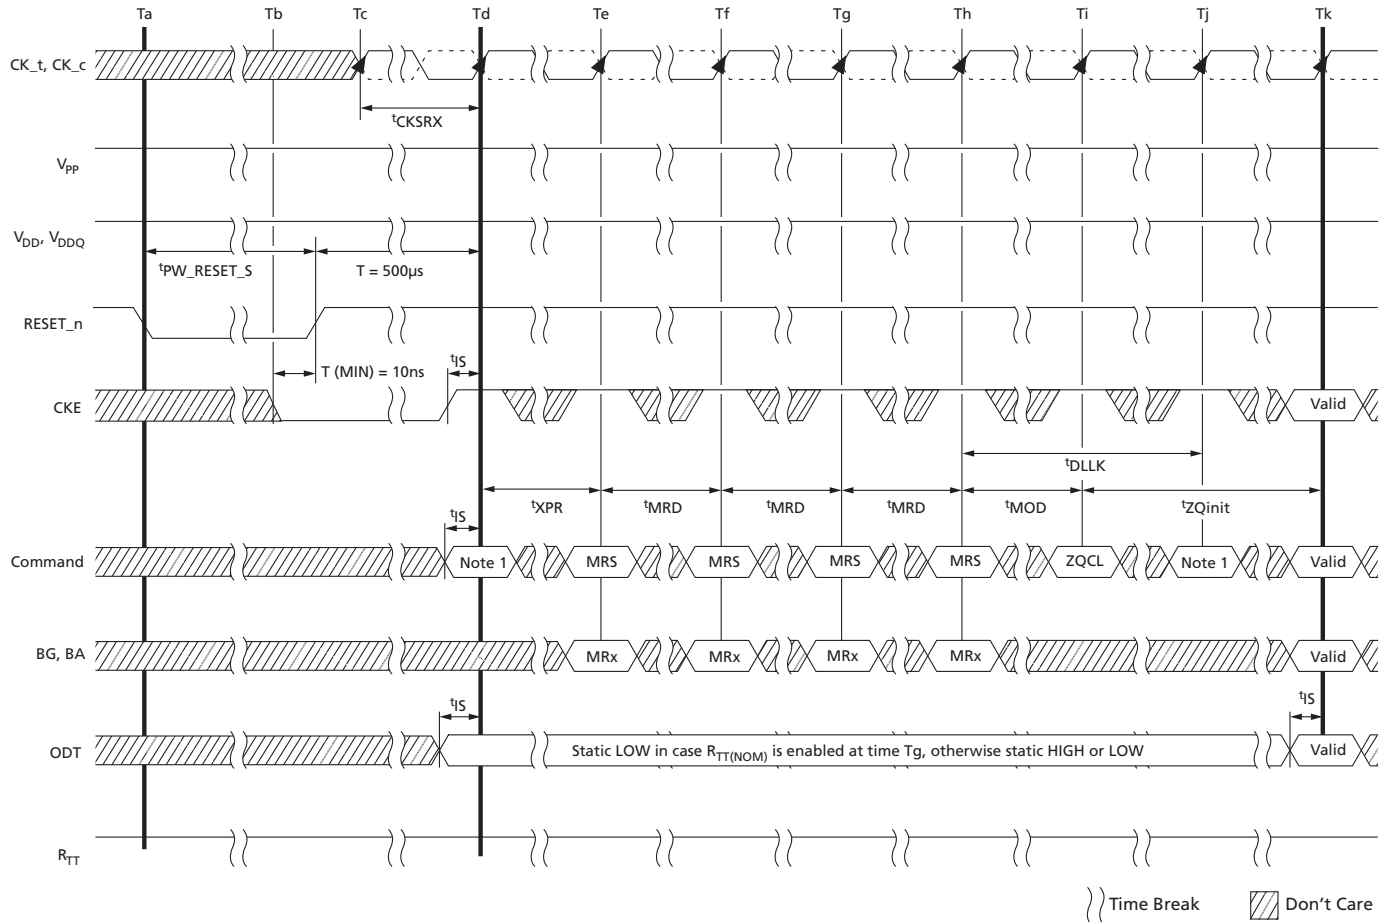 Ta Tb Tc Td Te Tf Tg Th Ti Tj Tk
CK_t, CK_c
tCKSRX
VPP
VDD, VDDQ
tPW_RESET_S T = 500µs
RESET_n
T (MIN) = 10ns tIS
CKE Valid
tDLLK
tXPR tMRD tMRD tMRD tMOD tZQinit
tIS
Command Note 1 MRS MRS MRS MRS ZQCL Note 1 Valid
BG, BA MRx MRx MRx MRx Valid
tIS tIS
ODT Static LOW in case RTT(NOM) is enabled at time Tg, otherwise static HIGH or LOW Valid
RTT
Time Break Don't Care